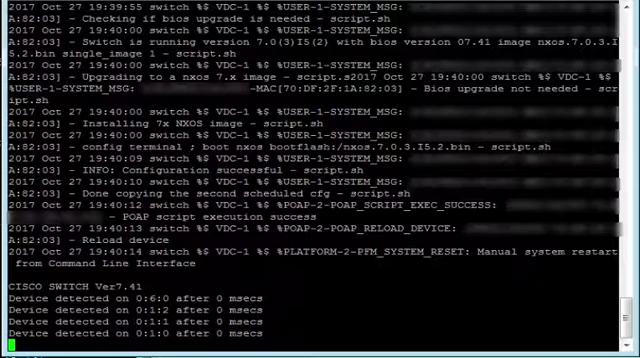 2017 Oct 27 19:39:55 switch %$ VDC-1 %$ %USER-1-SYSTEM_MSG:
A:82:03] - Checking if bios upgrade is needed - script.sh
2017 Oct 27 19:40:00 switch %$ VDC-1 %$ %USER-1-SYSTEM_MSG:
A:82:03] - Switch is running version 7.0(3)I5(2) with bios version 07.41 image nxos.7.0.3.I
5.2.bin single_image 1 - script.sh
2017 Oct 27 19:40:00 switch %$ VDC-1 %$ %USER-1-SYSTEM_MSG:
A:82:03] - Upgrading to a nxos 7.x image - script.s2017 Oct 27 19:40:00 switch %$ VDC-1 %$
%USER-1-SYSTEM_MSG: -MAC[70:DF:2F:1A:82:03] - Bios upgrade not needed - scr
ipt.sh
2017 Oct 27 19:40:00 switch %$ VDC-1 %$ %USER-1-SYSTEM_MSG:
A:82:03] - Installing 7x NXOS image - script.sh
2017 Oct 27 19:40:00 switch %$ VDC-1 %$ %USER-1-SYSTEM_MSG:
A:82:03] - config terminal ; boot nxos bootflash:/nxos.7.0.3.I5.2.bin - script.sh
2017 Oct 27 19:40:09 switch %$ VDC-1 %$ %USER-1-SYSTEM_MSG:
A:82:03] - INFO: Configuration successful - script.sh
2017 Oct 27 19:40:10 switch %$ VDC-1 %$ %USER-1-SYSTEM_MSG:
A:82:03] - Done copying the second scheduled cfg - script.sh
2017 Oct 27 19:40:12 switch %$ VDC-1 %$ %POAP-2-POAP_SCRIPT_EXEC_SUCCESS:
- POAP script execution success
2017 Oct 27 19:40:13 switch %$ VDC-1 %$ %POAP-2-POAP_RELOAD_DEVICE:
A:82:03] - Reload device
2017 Oct 27 19:40:14 switch %$ VDC-1 %$ %PLATFORM-2-PFM_SYSTEM_RESET: Manual system restart
from Command Line Interface
CISCO SWITCH Ver7.41
Device detected on 0:6:0 after 0 msecs
Device detected on 0:1:2 after 0 msecs
Device detected on 0:1:1 after 0 msecs
Device detected on 0:1:0 after 0 msecs